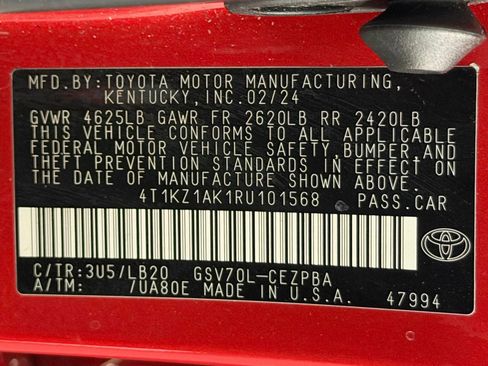 MFD.BY:TOYOTA MOTOR MANUFACTURING,
KENTUCKY,INC.02/24
GVWR 4625LB GAWR FR 2620LB RR 2420LB
THIS VEHICLE CONFORMS TO ALL APPLICABLE
FEDERAL MOTOR VEHICLE SAFETY,BUMPER,AND
THEFT PREVENTION STANDARDS IN EFFECT ON
THE DATE OF MANUFACTURE SHOWN ABOVE.
4T1KZ1AK1RU101568 PASS.CAR
C/TR:3U5/LB20 GSV70L-CEZPBA
A/TM: /UA80E MADE IN U.S.A.
47994
TOYOTA